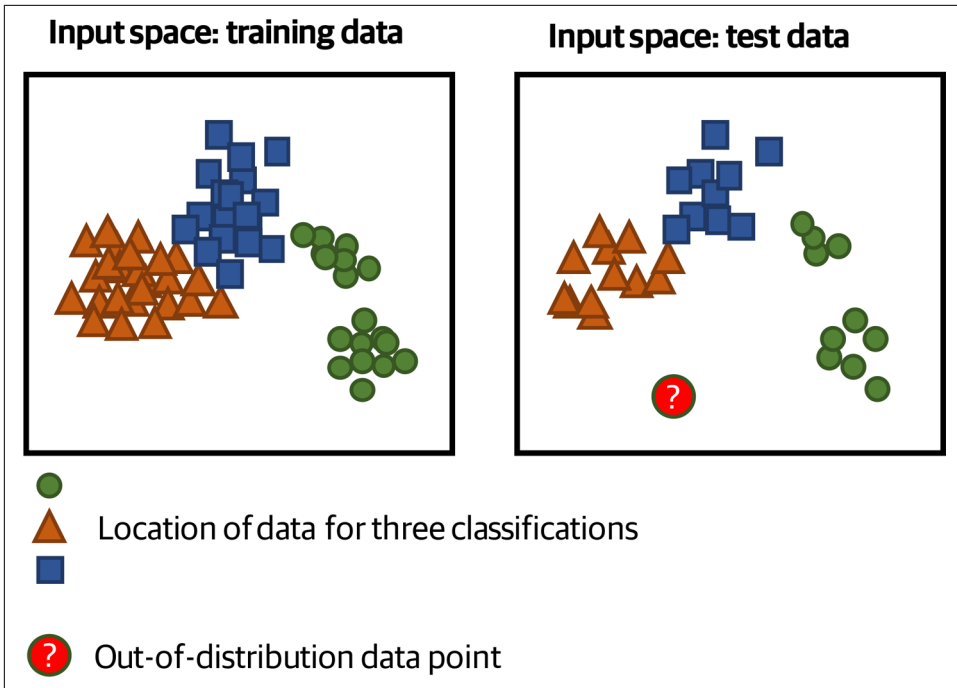 Input space: training data
Input space: test data
?
Location of data for three classifications
? Out-of-distribution data point